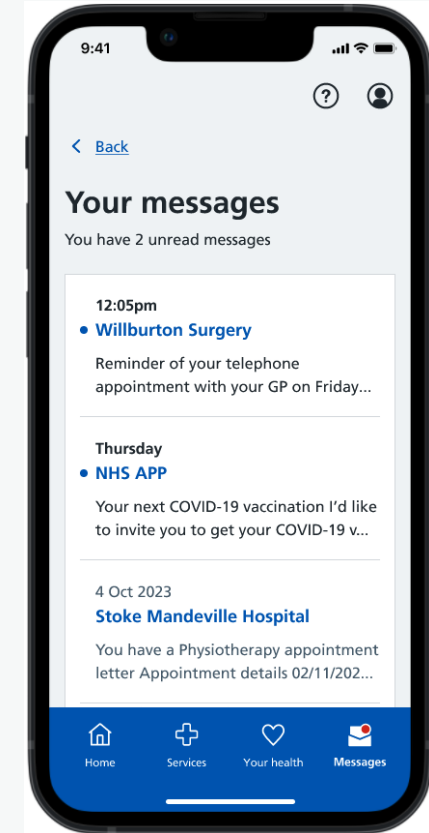 9:41
?
Back
Your messages
You have 2 unread messages
12:05pm
Willburton Surgery
Reminder of your telephone
appointment with your GP on Friday...
Thursday
NHS APP
Your next COVID-19 vaccination I'd like
to invite you to get your COVID-19 v...
4 Oct 2023
Stoke Mandeville Hospital
You have a Physiotherapy appointment
letter Appointment details 02/11/202...
Home Services Your health Messages